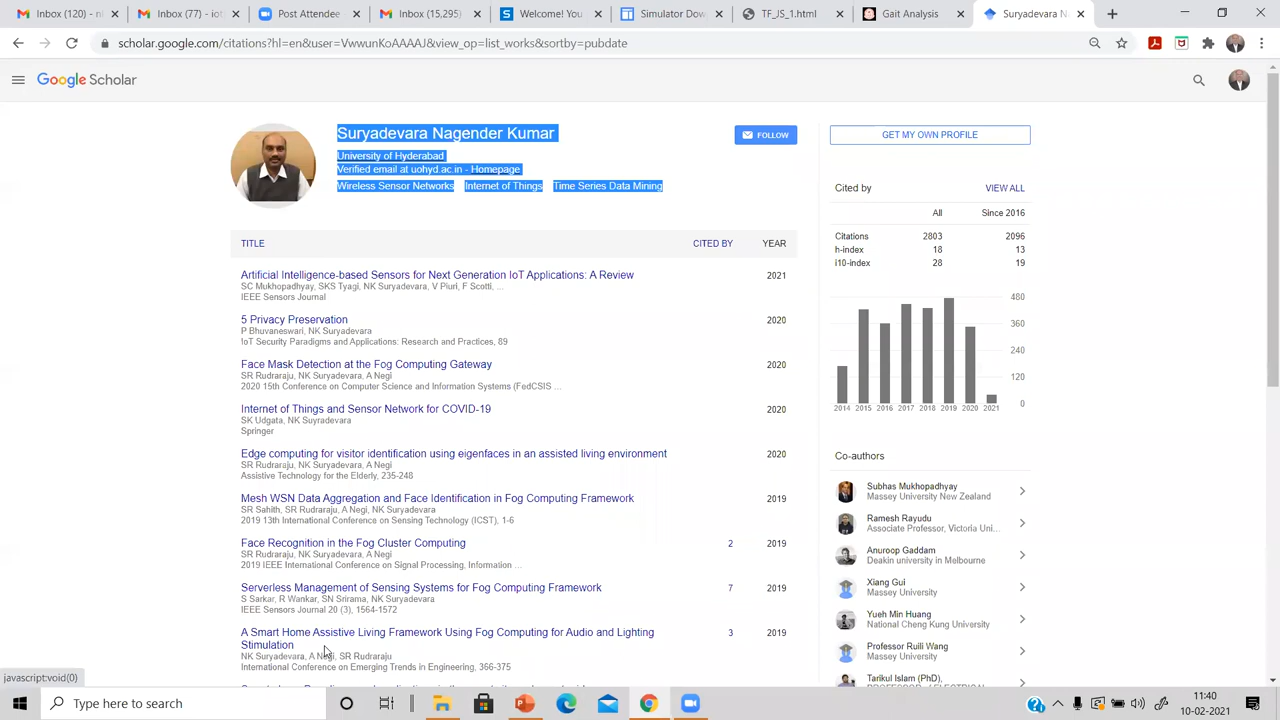 Inbox (70) - i
Inbox (77) - i
Inbox (15,295)
State Pendenci
Simulator Dow
TF_JS_1.html
Gait Analysis
Suryadeva Na
scholar.google.com/citations?hl=en&user=VwwunKoAAAAJ&view_op=list_works&sortby=pubdate
Google Scholar
Suryadevara Nagender Kumar
University of Hyderabad
Verified email at uohyd.ac.in - Homepage
Wireless Sensor Networks Internet of Things Time Series Data Mining
FOLLOW
GET MY OWN PROFILE
TITLE CITED BY YEAR
Artificial Intelligence-based Sensors for Next Generation IoT Applications: A Review 2021
SC Mukhopadhyay, SKS Tyagi, NK Suryadevara, V Piuri, F Scotti, ...
IEEE Sensors Journal
5 Privacy Preservation 2020
P Bhuvaneswari, NK Suryadevara
IoT Security Paradigms and Applications: Research and Practices, 89
Face Mask Detection at the Fog Computing Gateway 2020
SR Rudraraju, NK Suryadevara, A Negi
2020 15th Conference on Computer Science and Information Systems (FedCSIS ...
Internet of Things and Sensor Network for COVID-19 2020
SK Udgata, NK Suyradevara
Springer
Edge computing for visitor identification using eigenfaces in an assisted living environment 2020
SR Rudraraju, NK Suryadevara, A Negi
Assistive Technology for the Elderly, 235-248
Mesh WSN Data Aggregation and Face Identification in Fog Computing Framework 2019
SR Sahith, SR Rudraraju, A Negi, NK Suryadevara
2019 13th International Conference on Sensing Technology (ICST), 1-6
Face Recognition in the Fog Cluster Computing 2 2019
SR Rudraraju, NK Suryadevara, A Negi
2019 IEEE International Conference on Signal Processing, Information ...
Serverless Management of Sensing Systems for Fog Computing Framework 7 2019
S Sarkar, R Wankar, SN Srirama, NK Suryadevara
IEEE Sensors Journal 20 (3), 1564-1572
A Smart Home Assistive Living Framework Using Fog Computing for Audio and Lighting Stimulation 3 2019
NK Suryadevara, A Negi, SR Rudraraju
International Conference on Emerging Trends in Engineering, 366-375
Cited by VIEW ALL
All Since 2016
Citations 2803 2096
h-index 18 13
i10-index 28 19
480
360
240
120
0
2014 2015 2016 2017 2018 2019 2020 2021
Co-authors
Subhas Mukhopadhyay
Massey University New Zealand
Ramesh Rayudu
Associate Professor, Victoria Uni...
Anuroop Gaddam
Deakin university in Melbourne
Xiang Gui
Massey University
Yueh Min Huang
National Cheng Kung University
Professor Ruili Wang
Massey University
Tarikul Islam (PhD),
javascript:void(0)
Type here to search
11:40
10-02-2021